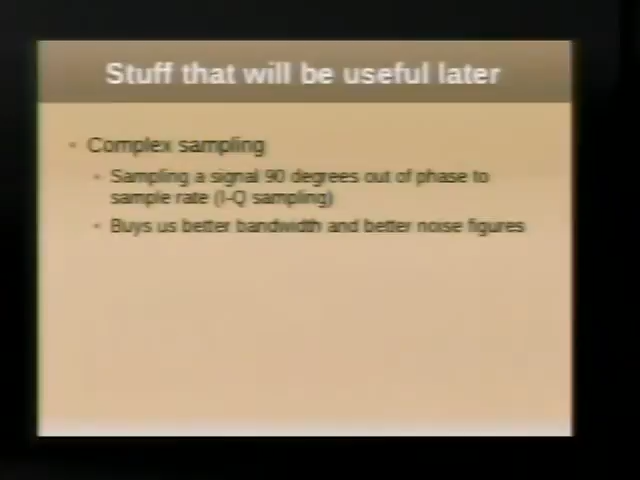 Stuff that will be useful later
Complex sampling
Sampling a signal 90 degrees out of phase to
sample rate (I-Q sampling)
Buys us better bandwidth and better noise figures